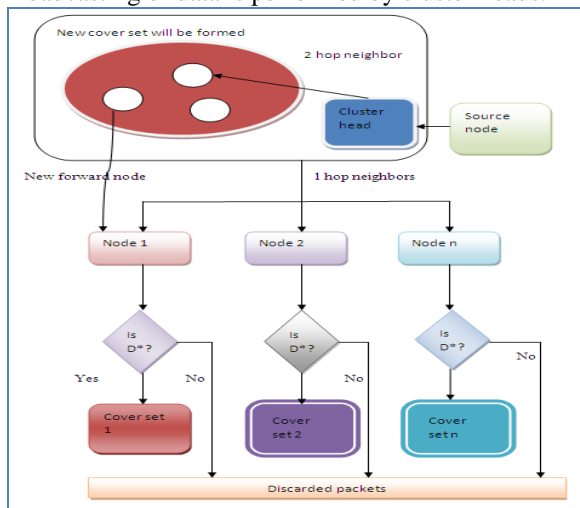 New cover set will be formed
2 hop neighbor
Cluster
head
Source
node
New forward node
1 hop neighbors
Node 1
Node 2
Node n
Is
D*?
Is
D*?
Is
D*?
Yes
No
No
No
Cover set
1
Cover
set 2
Cover
set n
Discarded packets